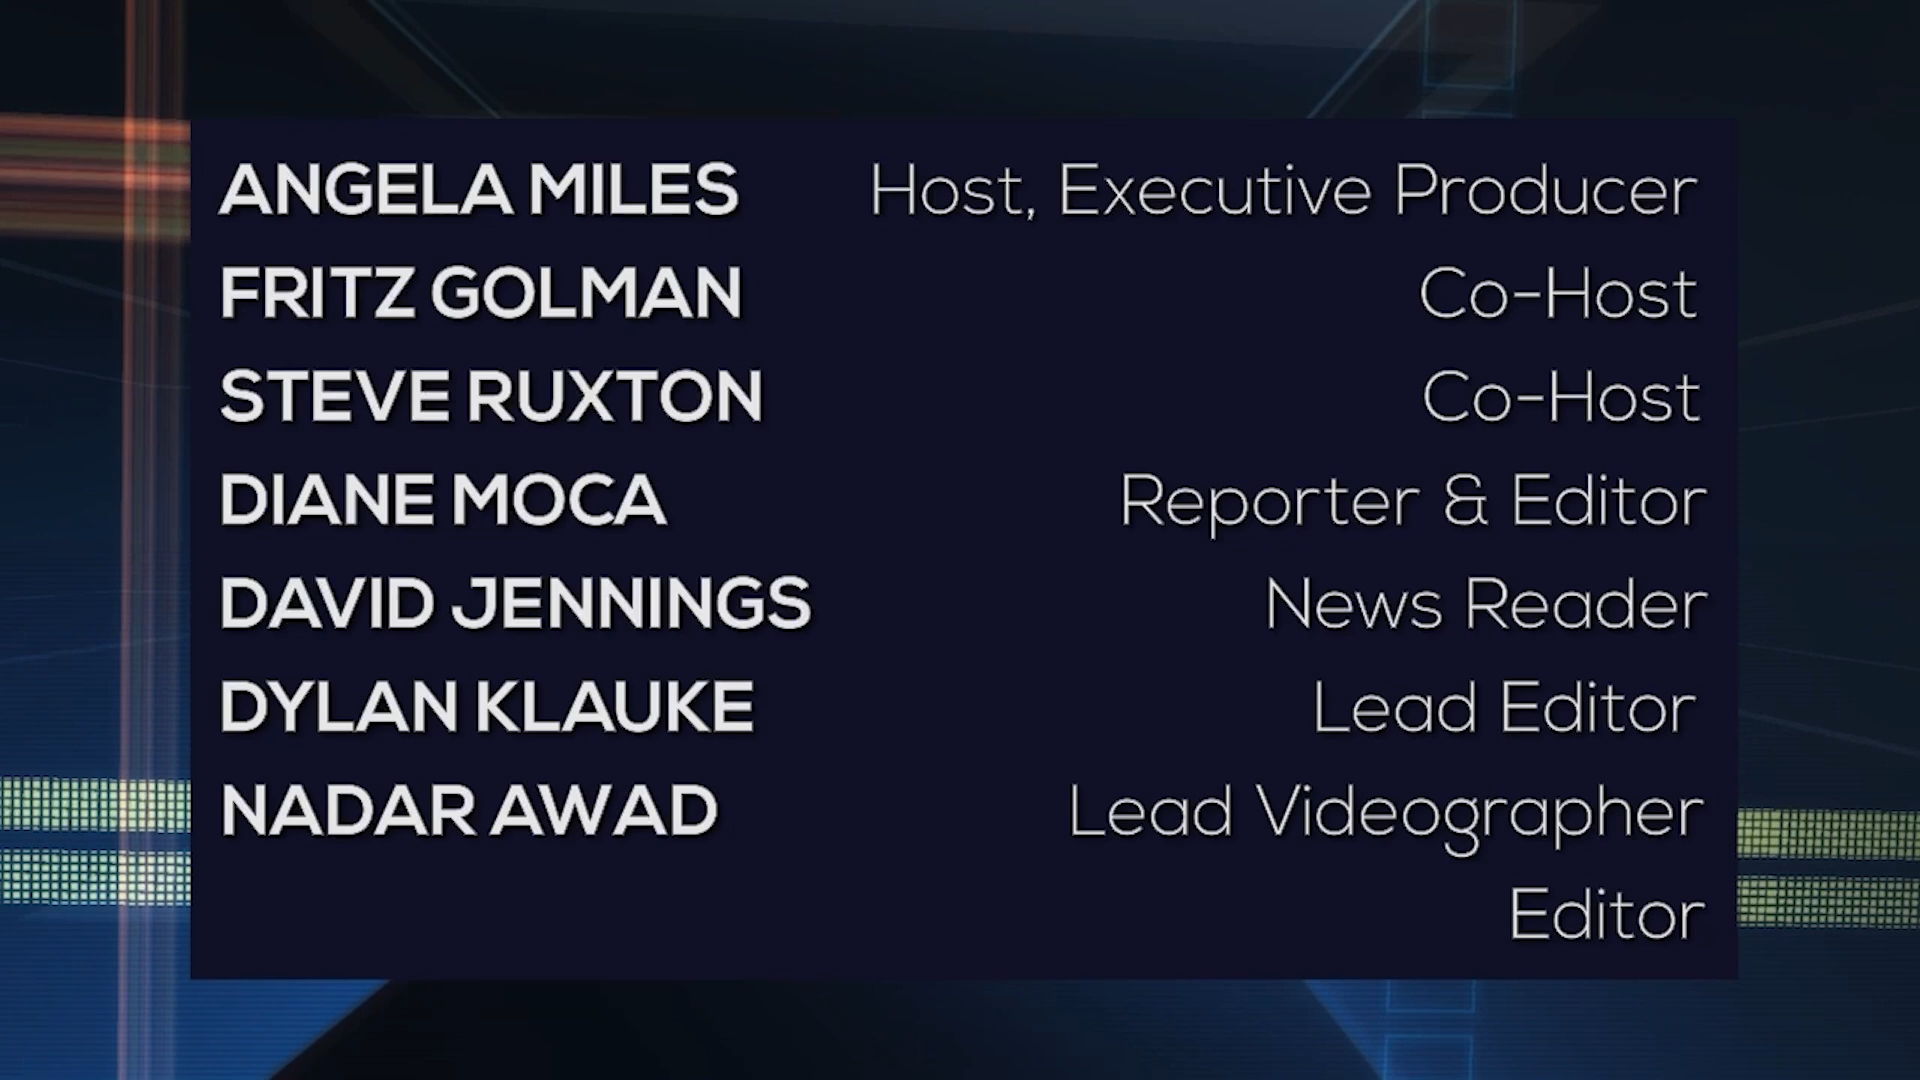 ANGELA MILES Host, Executive Producer
FRITZ GOLMAN Co-Host
STEVE RUXTON Co-Host
DIANE MOCA Reporter & Editor
DAVID JENNINGS News Reader
DYLAN KLAUKE Lead Editor
NADAR AWAD Lead Videographer
Editor